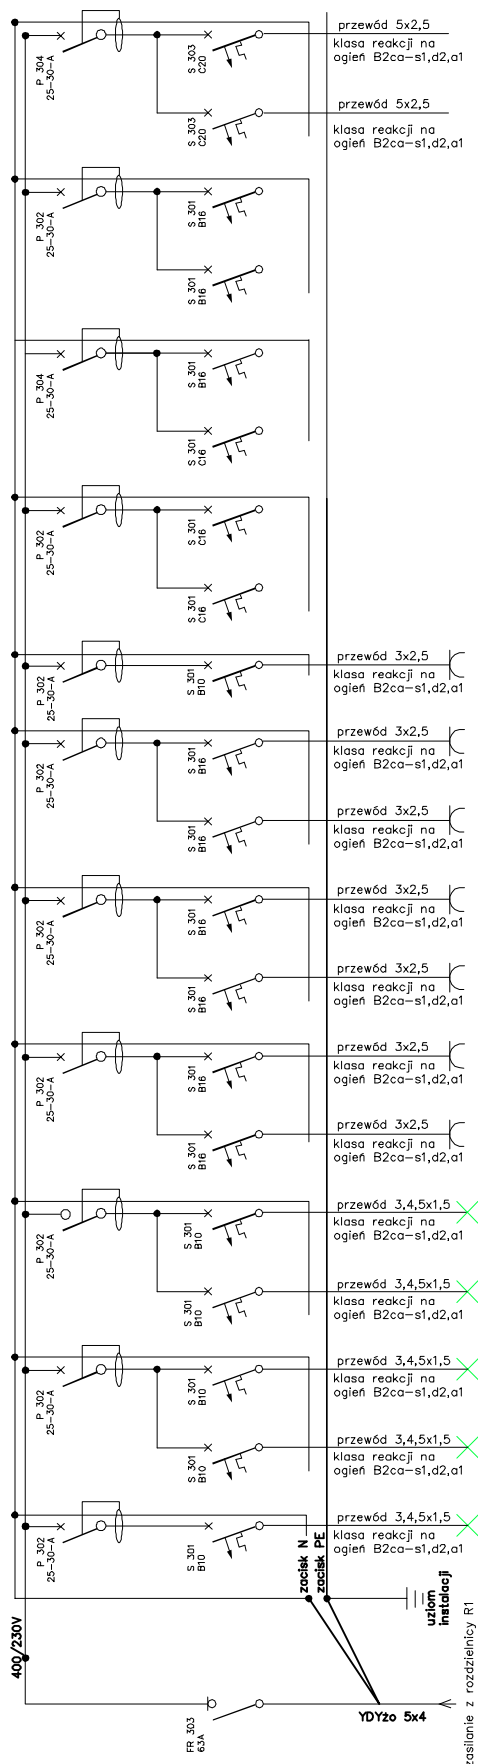 P 304
25-30-A
S 303
C20
przewód 5x2,5
klasa reakcji na
ogień B2ca-s1,d2,a1
S 303
C20
przewód 5x2,5
klasa reakcji na
ogień B2ca-s1,d2,a1
P 302
25-30-A
S 301
B16
S 301
B16
P 304
25-30-A
S 301
B16
S 301
C16
P 302
25-30-A
S 301
C16
S 301
C16
P 302
25-30-A
S 301
B10
przewód 3x2,5
klasa reakcji na
ogień B2ca-s1,d2,a1
P 302
25-30-A
S 301
B16
przewód 3x2,5
klasa reakcji na
ogień B2ca-s1,d2,a1
S 301
B16
przewód 3x2,5
klasa reakcji na
ogień B2ca-s1,d2,a1
P 302
25-30-A
S 301
B16
przewód 3x2,5
klasa reakcji na
ogień B2ca-s1,d2,a1
S 301
B16
przewód 3x2,5
klasa reakcji na
ogień B2ca-s1,d2,a1
P 302
25-30-A
S 301
B16
przewód 3x2,5
klasa reakcji na
ogień B2ca-s1,d2,a1
S 301
B16
przewód 3x2,5
klasa reakcji na
ogień B2ca-s1,d2,a1
P 302
25-30-A
S 301
B10
przewód 3,4,5x1,5
klasa reakcji na
ogień B2ca-s1,d2,a1
S 301
B10
przewód 3,4,5x1,5
klasa reakcji na
ogień B2ca-s1,d2,a1
P 302
25-30-A
S 301
B10
przewód 3,4,5x1,5
klasa reakcji na
ogień B2ca-s1,d2,a1
S 301
B10
przewód 3,4,5x1,5
klasa reakcji na
ogień B2ca-s1,d2,a1
P 302
25-30-A
S 301
B10
przewód 3,4,5x1,5
klasa reakcji na
ogień B2ca-s1,d2,a1
zacisk N
zacisk PE
uziom
instalacji
400/230V
FR 303
63A
YDYżo 5x4
zasilanie z rozdzielnicy R1